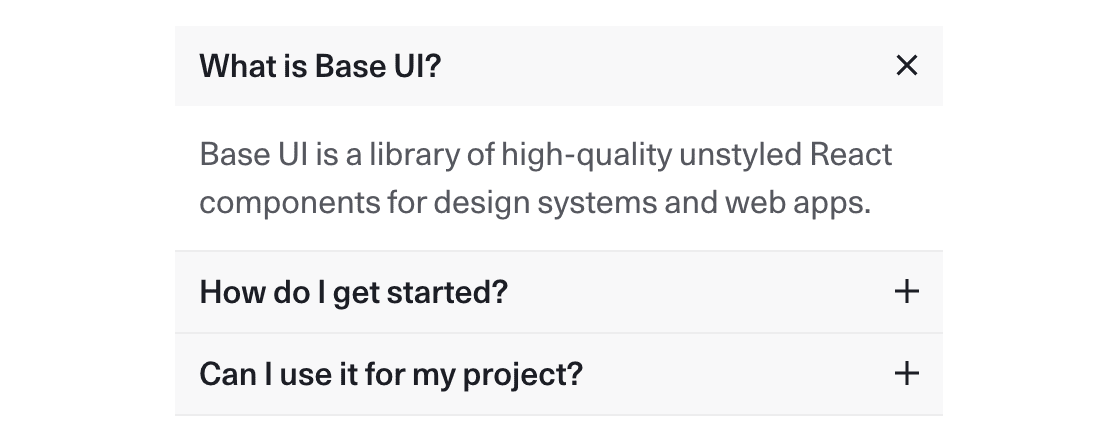 What is Base UI?
Base UI is a library of high-quality unstyled React
components for design systems and web apps.
How do I get started?
Can I use it for my project?